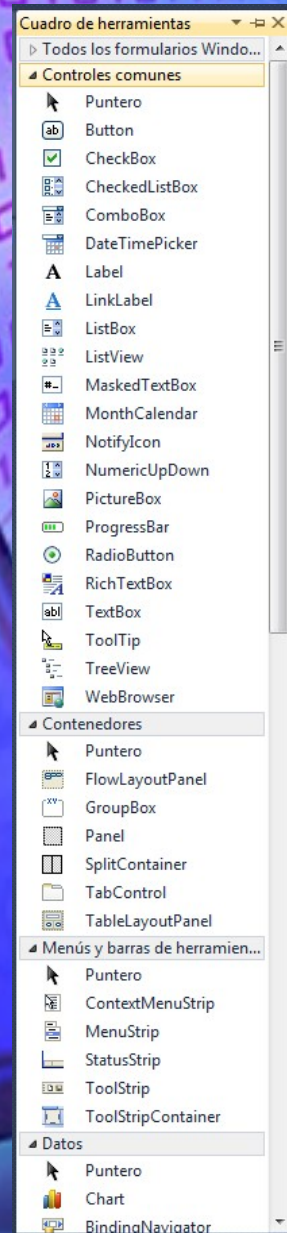 Cuadro de herramientas
Todos los formularios Windo...
Controles comunes
Puntero
Button
CheckBox
CheckedListBox
ComboBox
DateTimePicker
Label
LinkLabel
ListBox
ListView
MaskedTextBox
MonthCalendar
NotifyIcon
NumericUpDown
PictureBox
ProgressBar
RadioButton
RichTextBox
TextBox
ToolTip
TreeView
WebBrowser
Contenedores
Puntero
FlowLayoutPanel
GroupBox
Panel
SplitContainer
TabControl
TableLayoutPanel
Menús y barras de herramien...
Puntero
ContextMenuStrip
MenuStrip
StatusStrip
ToolStrip
ToolStripContainer
Datos
Puntero
Chart
BindingNavigator